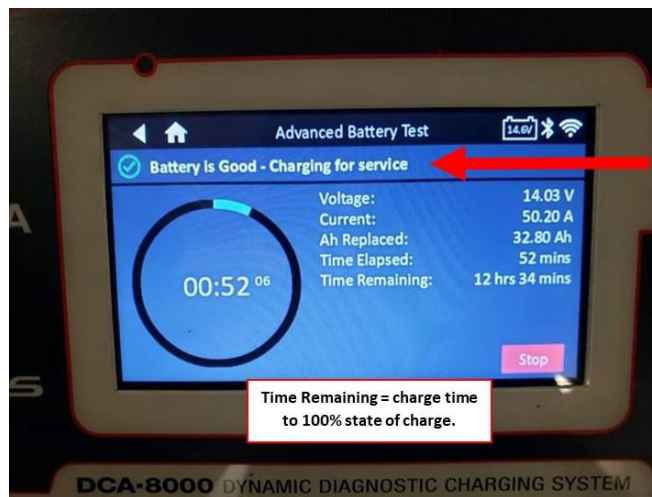 Advanced Battery Test
14.6V
Battery is Good - Charging for service
Voltage: 14.03 V
Current: 50.20 A
Ah Replaced: 32.80 Ah
Time Elapsed: 52 mins
Time Remaining: 12 hrs 34 mins
00:52 06
Stop
A
S
Time Remaining = charge time
to 100% state of charge.
DCA-8000 DYNAMIC DIAGNOSTIC CHARGING SYSTEM